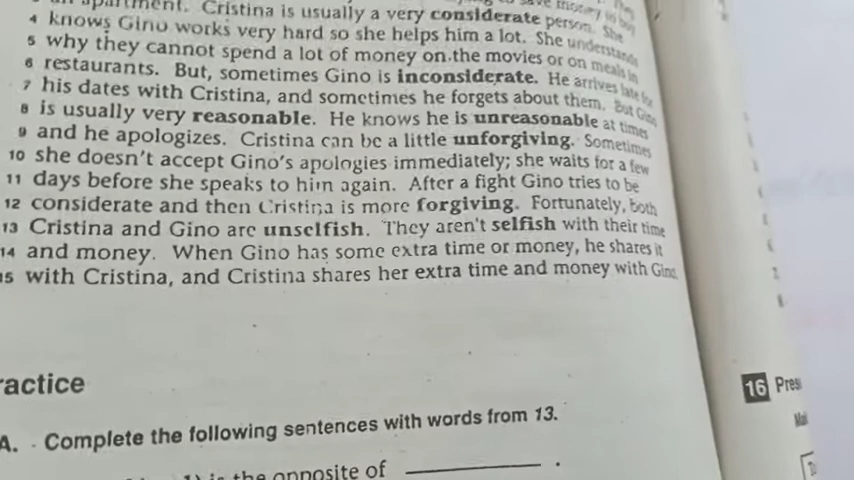 an apartment. Cristina is usually a very considerate person. She
4 knows Gino works very hard so she helps him a lot. She understands
5 why they cannot spend a lot of money on the movies or on meals in
6 restaurants. But, sometimes Gino is inconsiderate. He arrives late for
7 his dates with Cristina, and sometimes he forgets about them. But Gino
8 is usually very reasonable. He knows he is unreasonable at times
9 and he apologizes. Cristina can be a little unforgiving. Sometimes
10 she doesn't accept Gino's apologies immediately; she waits for a few
11 days before she speaks to him again. After a fight Gino tries to be
12 considerate and then Cristina is more forgiving. Fortunately, both
13 Cristina and Gino are unselfish. They aren't selfish with their time
14 and money. When Gino has some extra time or money, he shares it
15 with Cristina, and Cristina shares her extra time and money with Gino.
ractice
A. Complete the following sentences with words from 13.
is the opposite of ______ .
16 Pres